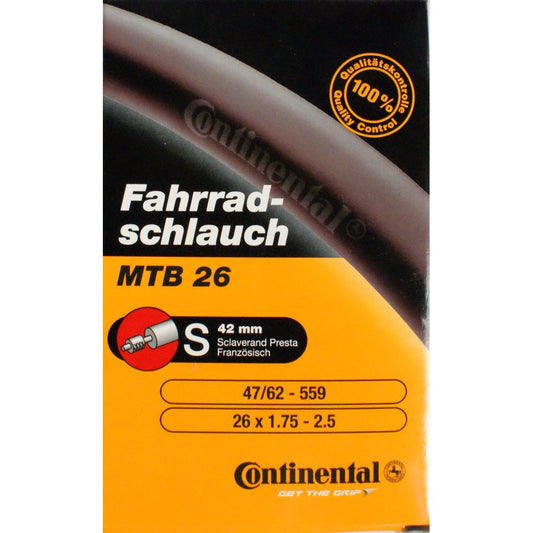 Qualitätskontrolle
100%
Quality Control
Continental
Fahrrad-
schlauch
MTB 26
S
42 mm
Sclaverand Presta
Französisch
47/62 - 559
26 x 1.75 - 2.5
Continental
GET THE GRIP